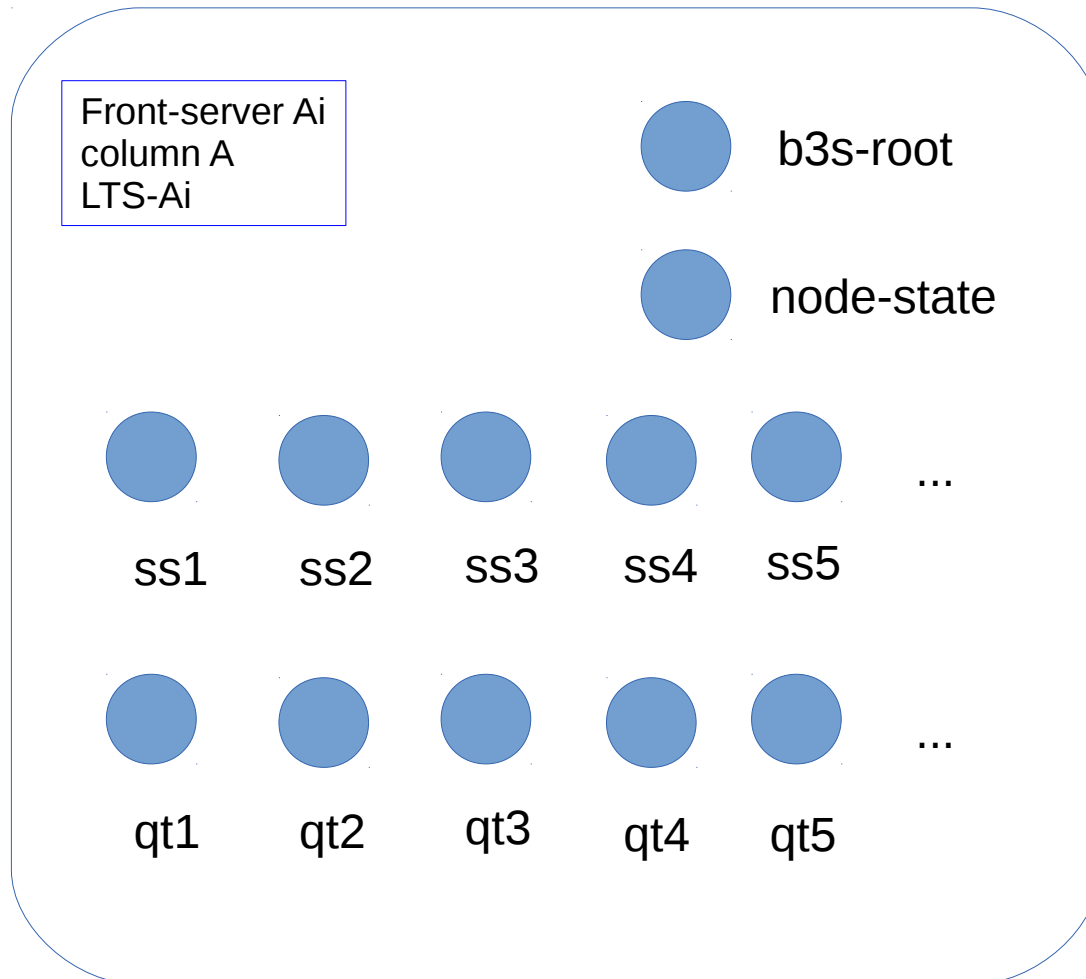 Front-server Ai
column A
LTS-Ai
b3s-root
node-state
ss1 ss2 ss3 ss4 ss5 ...
qt1 qt2 qt3 qt4 qt5 ...